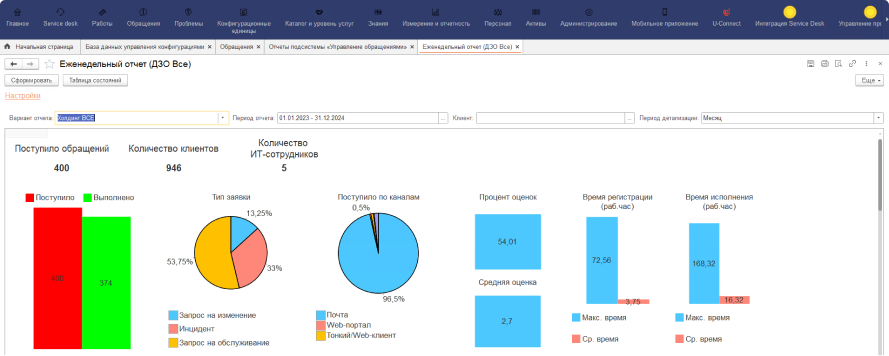 Главное
Service desk
Работы
Обращения
Проблемы
Конфигурационные единицы
Каталог и уровень услуг
Знания
Измерение и отчетность
Персонал
Активы
Администрирование
Мобильное приложение
U-Connect
Интеграция Service Desk
Управление про
Начальная страница
База данных управления конфигурациями ×
Обращения ×
Отчеты подсистемы «Управление обращениями» ×
Еженедельный отчет (ДЗО Все) ×
Еженедельный отчет (ДЗО Все)
Сформировать
Таблица состояний
Еще
Настройки
Вариант отчета: Холдинг ВСЕ
Период отчета: 01.01.2023 - 31.12.2024
Клиент:
Период детализации: Месяц
Поступило обращений
400
Количество клиентов
946
Количество
ИТ-сотрудников
5
Поступило
Выполнено
400
374
Тип заявки
13,25%
53,75%
33%
Запрос на изменение
Инцидент
Запрос на обслуживание
Поступило по каналам
0,5%
96,5%
Почта
Web-портал
Тонкий/Web-клиент
Процент оценок
54,01
Средняя оценка
2,7
Время регистрации
(раб.час)
72,56
3,75
Макс. время
Ср. время
Время исполнения
(раб.час)
168,32
16,32
Макс. время
Ср. время